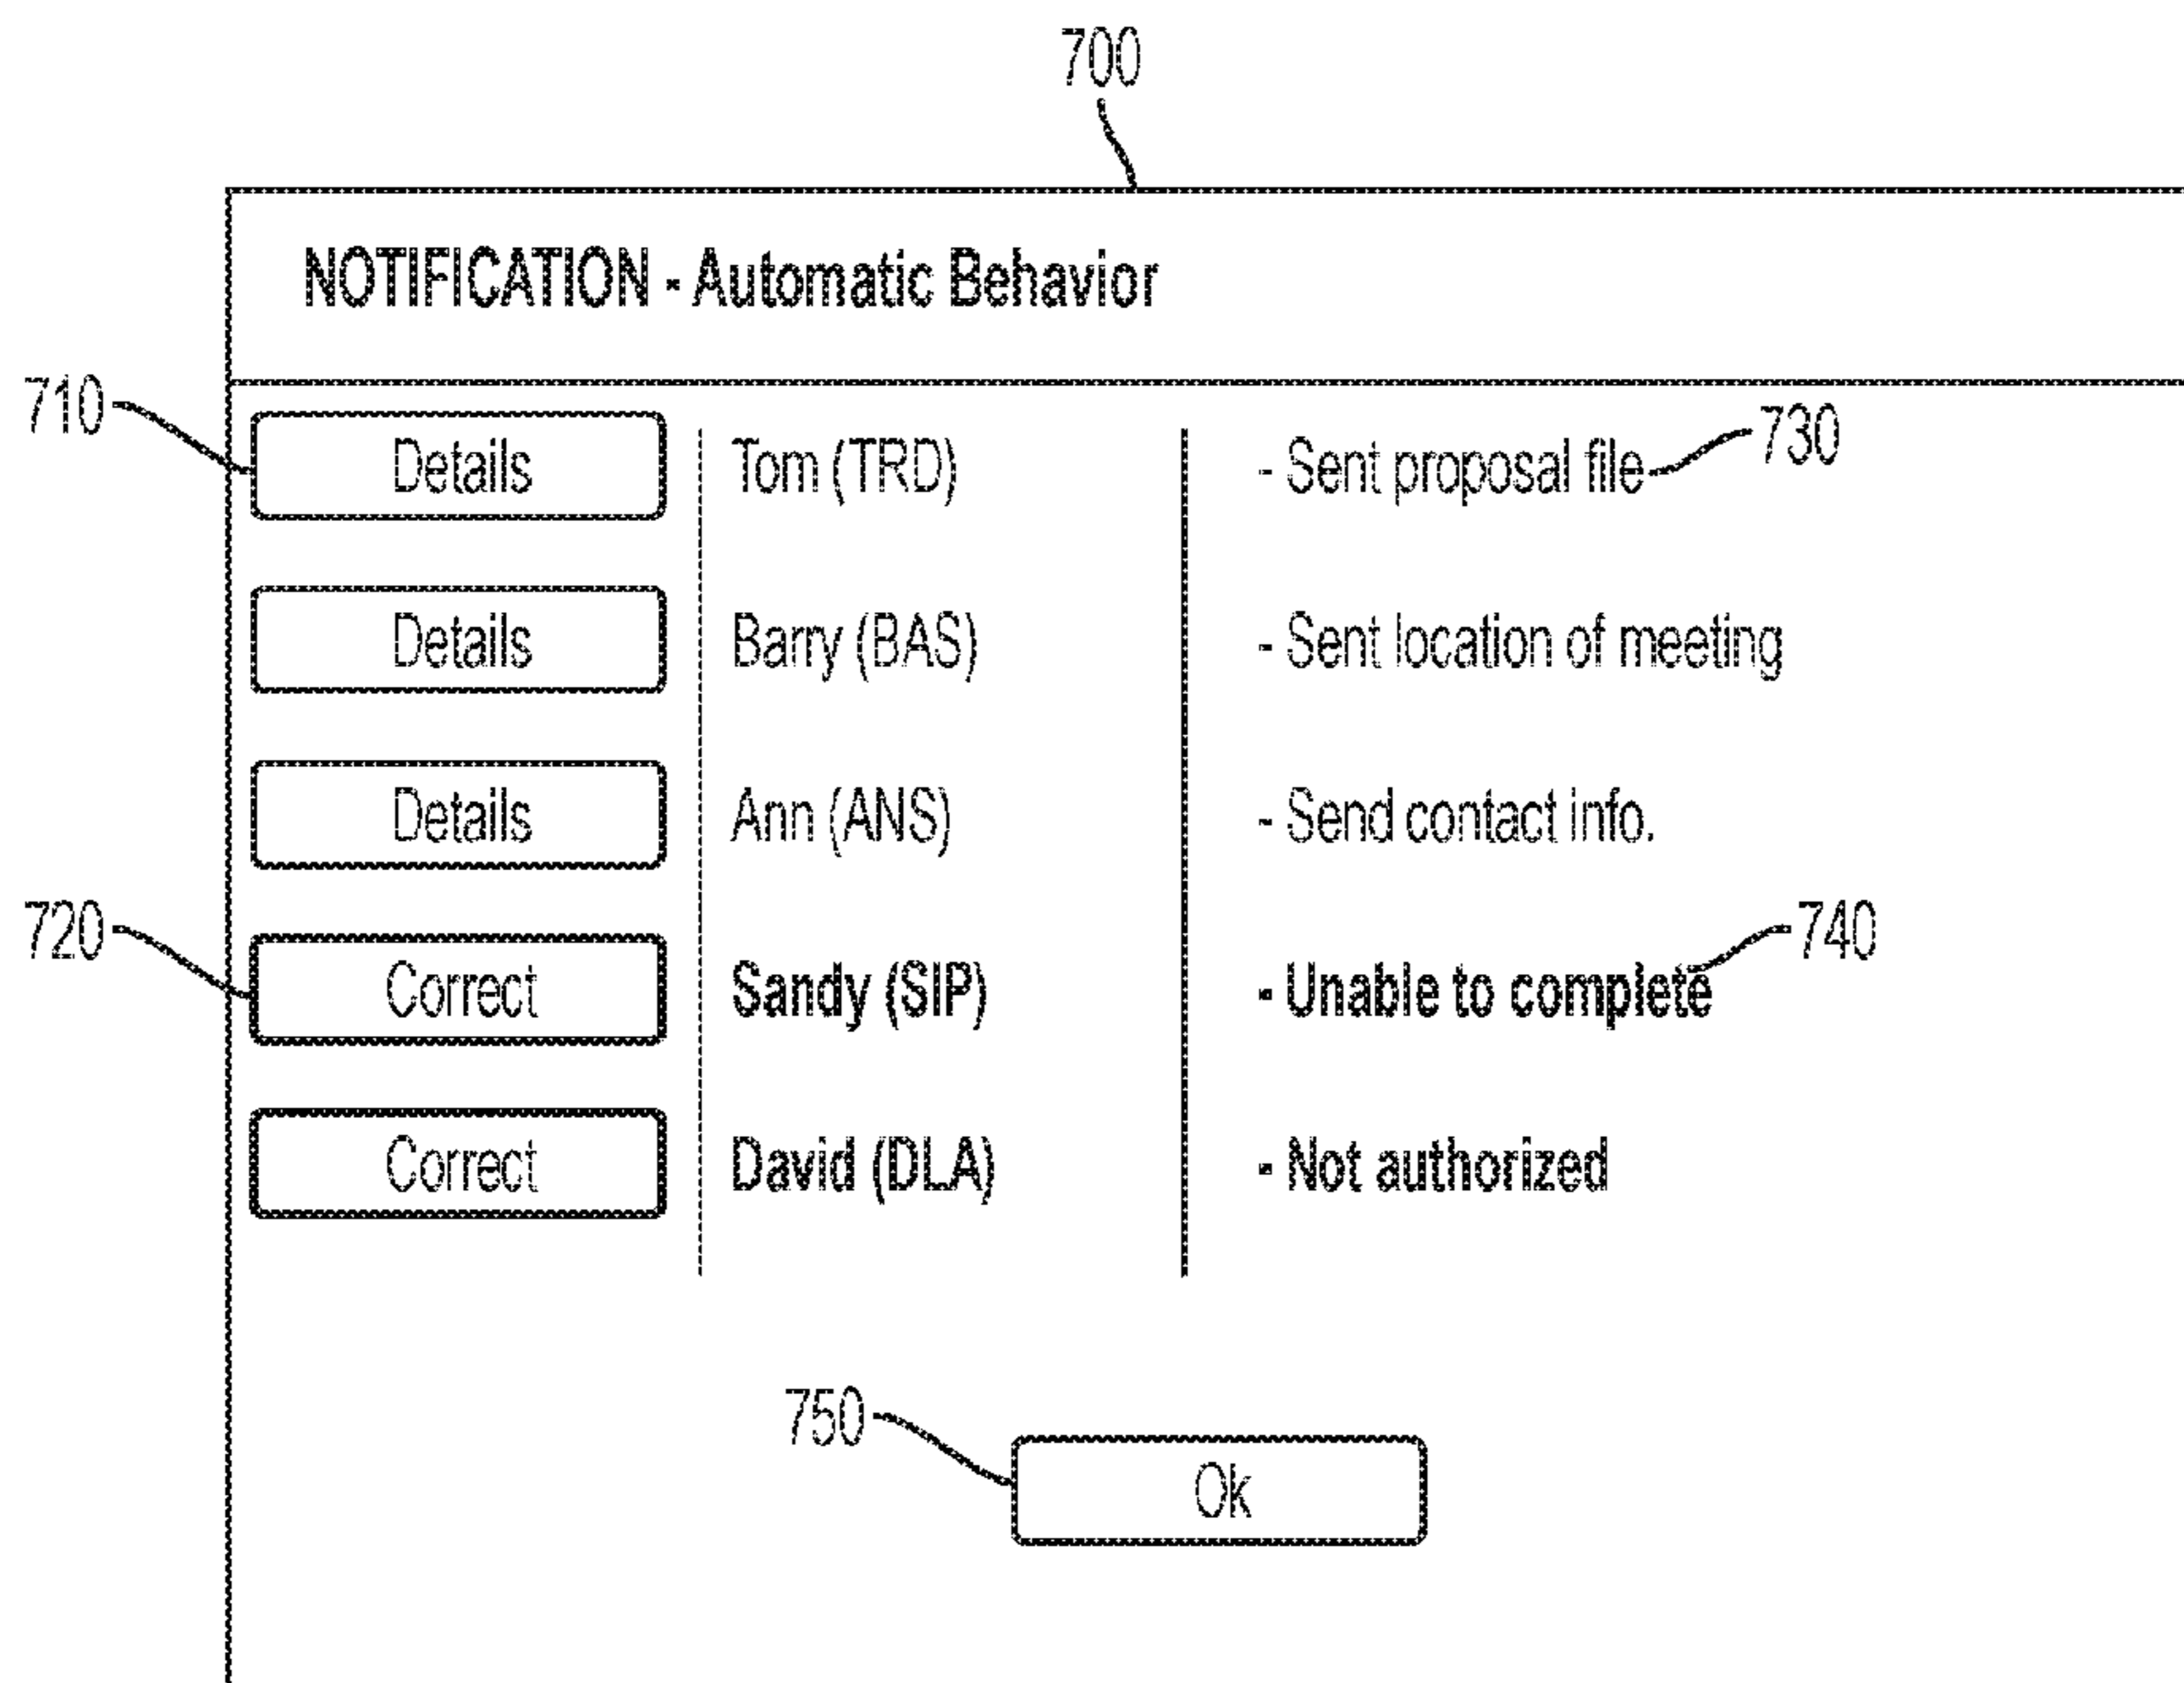 700
NOTIFICATION - Automatic Behavior
710 Details Tom (TRD) - Sent proposal file 730
Details Barry (BAS) - Sent location of meeting
Details Ann (ANS) - Send contact info.
720 Correct Sandy (SIP) - Unable to complete 740
Correct David (DLA) - Not authorized
750 Ok